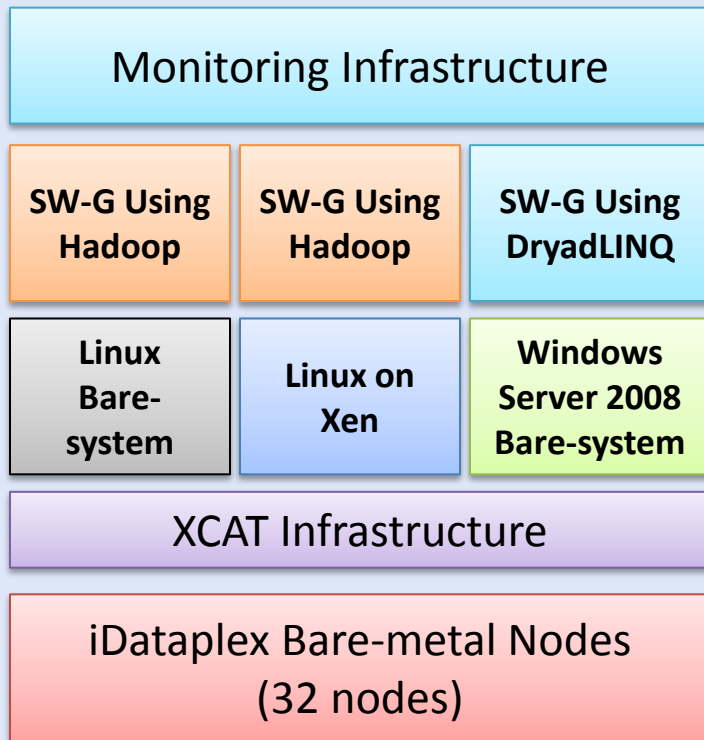 Monitoring Infrastructure
SW-G Using
Hadoop
SW-G Using
Hadoop
SW-G Using
DryadLINQ
Linux
Bare-
system
Linux on
Xen
Windows
Server 2008
Bare-system
XCAT Infrastructure
iDataplex Bare-metal Nodes
(32 nodes)